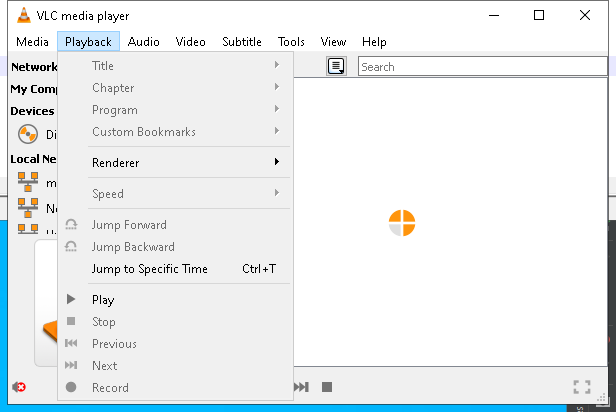 VLC media player
Media Playback Audio Video Subtitle Tools View Help
Network
Search
My Comp
Devices
Di
Local Ne
m
Ne
Title
Chapter
Program
Custom Bookmarks
Renderer
Speed
Jump Forward
Jump Backward
Jump to Specific Time Ctrl+T
Play
Stop
Previous
Next
Record